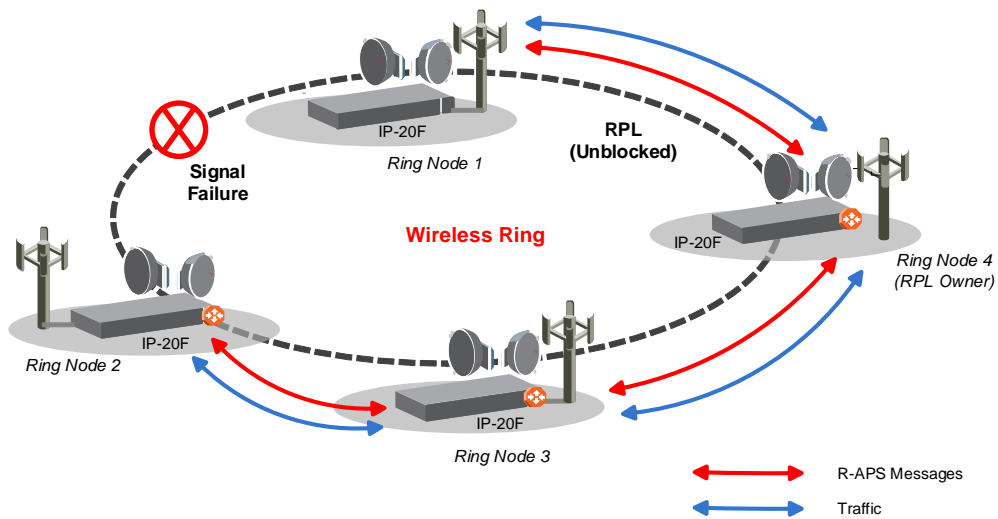 IP-20F
Ring Node 1
RPL
(Unblocked)
Signal
Failure
Wireless Ring
IP-20F
Ring Node 4
(RPL Owner)
IP-20F
Ring Node 2
IP-20F
Ring Node 3
R-APS Messages
Traffic